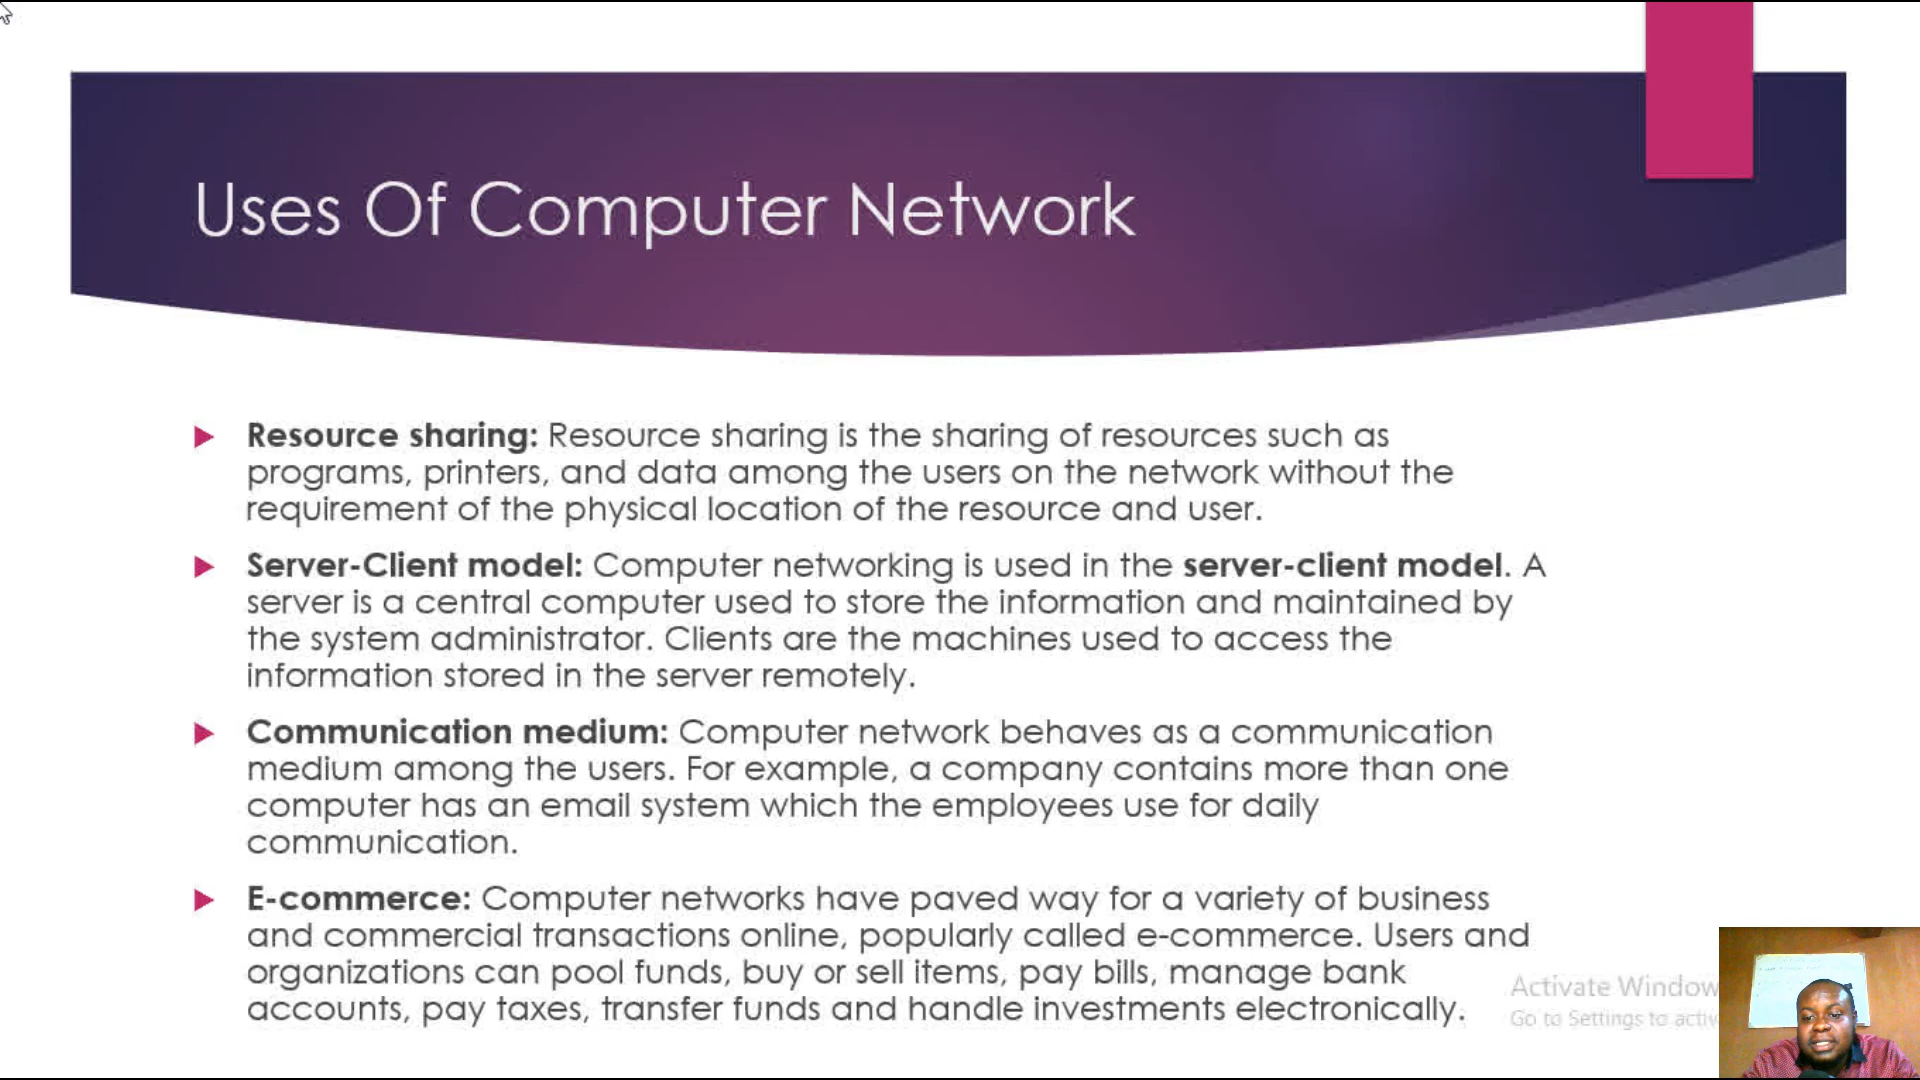 Uses Of Computer Network
Resource sharing: Resource sharing is the sharing of resources such as
programs, printers, and data among the users on the network without the
requirement of the physical location of the resource and user.
Server-Client model: Computer networking is used in the server-client model. A
server is a central computer used to store the information and maintained by
the system administrator. Clients are the machines used to access the
information stored in the server remotely.
Communication medium: Computer network behaves as a communication
medium among the users. For example, a company contains more than one
computer has an email system which the employees use for daily
communication.
E-commerce: Computer networks have paved way for a variety of business
and commercial transactions online, popularly called e-commerce. Users and
organizations can pool funds, buy or sell items, pay bills, manage bank
accounts, pay taxes, transfer funds and handle investments electronically.
Activate Window
Go to Settings to activ